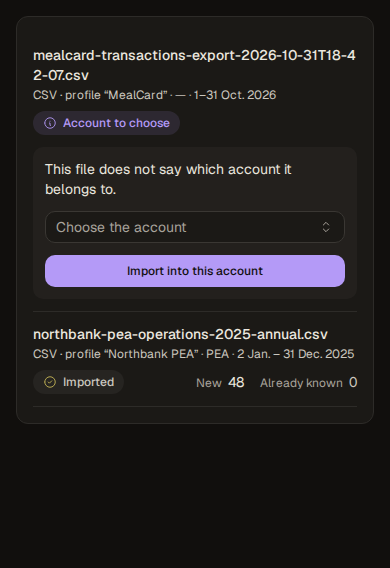 mealcard-transactions-export-2026-10-31T18-4
2-07.csv
CSV · profile “MealCard” · — · 1–31 Oct. 2026
Account to choose
This file does not say which account it
belongs to.
Choose the account
Import into this account
northbank-pea-operations-2025-annual.csv
CSV · profile “Northbank PEA” · PEA · 2 Jan. – 31 Dec. 2025
Imported New 48 Already known 0